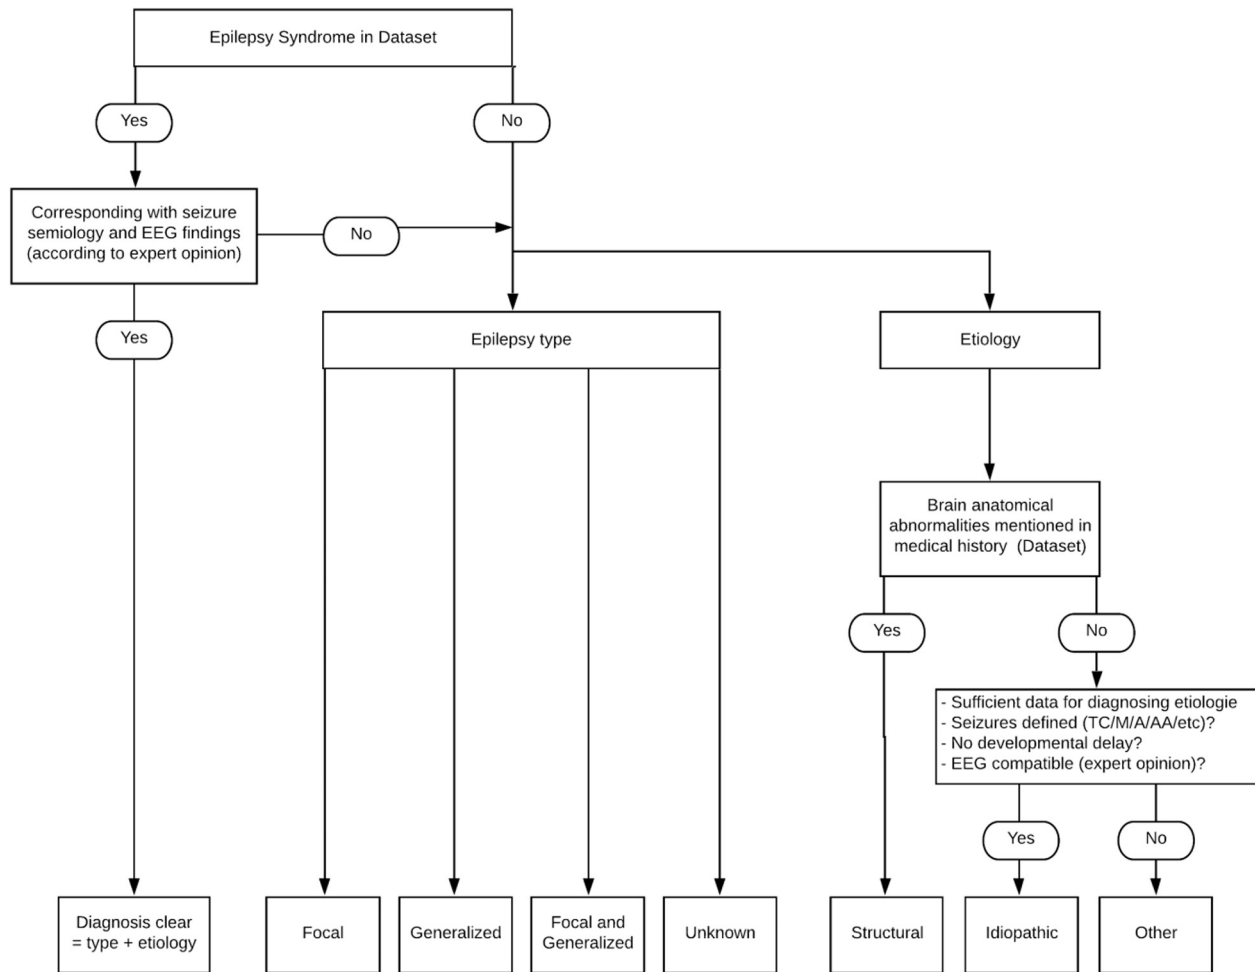 Epilepsy Syndrome in Dataset
Yes
No
Corresponding with seizure
semiology and EEG findings
(according to expert opinion)
No
Yes
Epilepsy type
Etiology
Brain anatomical
abnormalities mentioned in
medical history (Dataset)
Yes
No
- Sufficient data for diagnosing etiologie
- Seizures defined (TC/M/A/AA/etc)?
- No developmental delay?
- EEG compatible (expert opinion)?
Yes
No
Diagnosis clear
= type + etiology
Focal
Generalized
Focal and
Generalized
Unknown
Structural
Idiopathic
Other